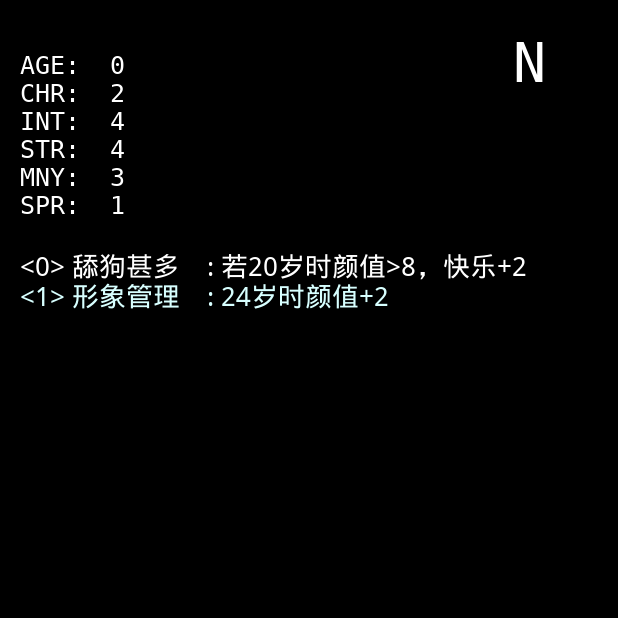 N
AGE: 0
CHR: 2
INT: 4
STR: 4
MNY: 3
SPR: 1
<0> 舔狗甚多 :若20岁时颜值>8，快乐+2
<1> 形象管理 :24岁时颜值+2